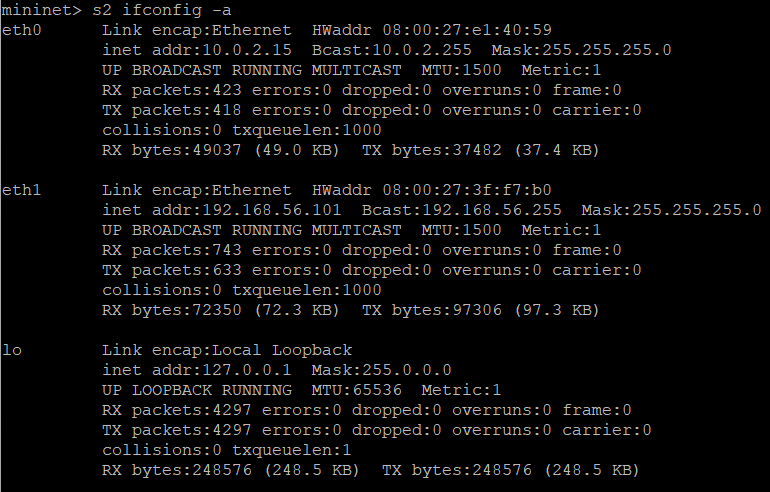 mininet> s2 ifconfig -a
eth0      Link encap:Ethernet  HWaddr 08:00:27:e1:40:59
          inet addr:10.0.2.15  Bcast:10.0.2.255  Mask:255.255.255.0
          UP BROADCAST RUNNING MULTICAST  MTU:1500  Metric:1
          RX packets:423 errors:0 dropped:0 overruns:0 frame:0
          TX packets:418 errors:0 dropped:0 overruns:0 carrier:0
          collisions:0 txqueuelen:1000
          RX bytes:49037 (49.0 KB)  TX bytes:37482 (37.4 KB)

eth1      Link encap:Ethernet  HWaddr 08:00:27:3f:f7:b0
          inet addr:192.168.56.101  Bcast:192.168.56.255  Mask:255.255.255.0
          UP BROADCAST RUNNING MULTICAST  MTU:1500  Metric:1
          RX packets:743 errors:0 dropped:0 overruns:0 frame:0
          TX packets:633 errors:0 dropped:0 overruns:0 carrier:0
          collisions:0 txqueuelen:1000
          RX bytes:72350 (72.3 KB)  TX bytes:97306 (97.3 KB)

lo        Link encap:Local Loopback
          inet addr:127.0.0.1  Mask:255.0.0.0
          UP LOOPBACK RUNNING  MTU:65536  Metric:1
          RX packets:4297 errors:0 dropped:0 overruns:0 frame:0
          TX packets:4297 errors:0 dropped:0 overruns:0 carrier:0
          collisions:0 txqueuelen:1
          RX bytes:248576 (248.5 KB)  TX bytes:248576 (248.5 KB)